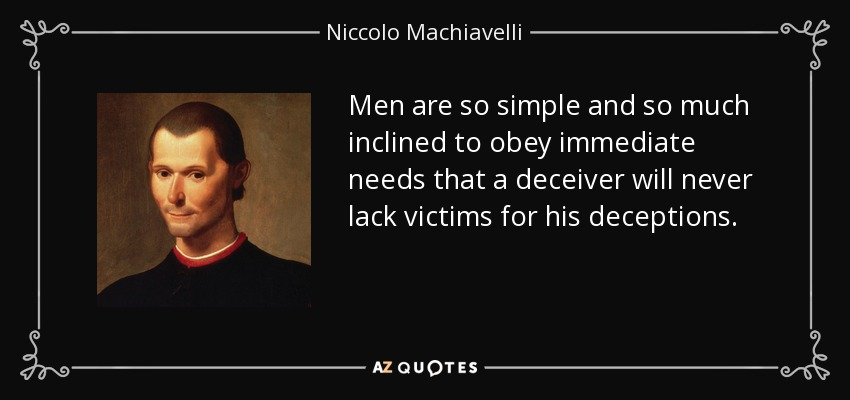 Niccolo Machiavelli
Men are so simple and so much
inclined to obey immediate
needs that a deceiver will never
lack victims for his deceptions.
AZ QUOTES